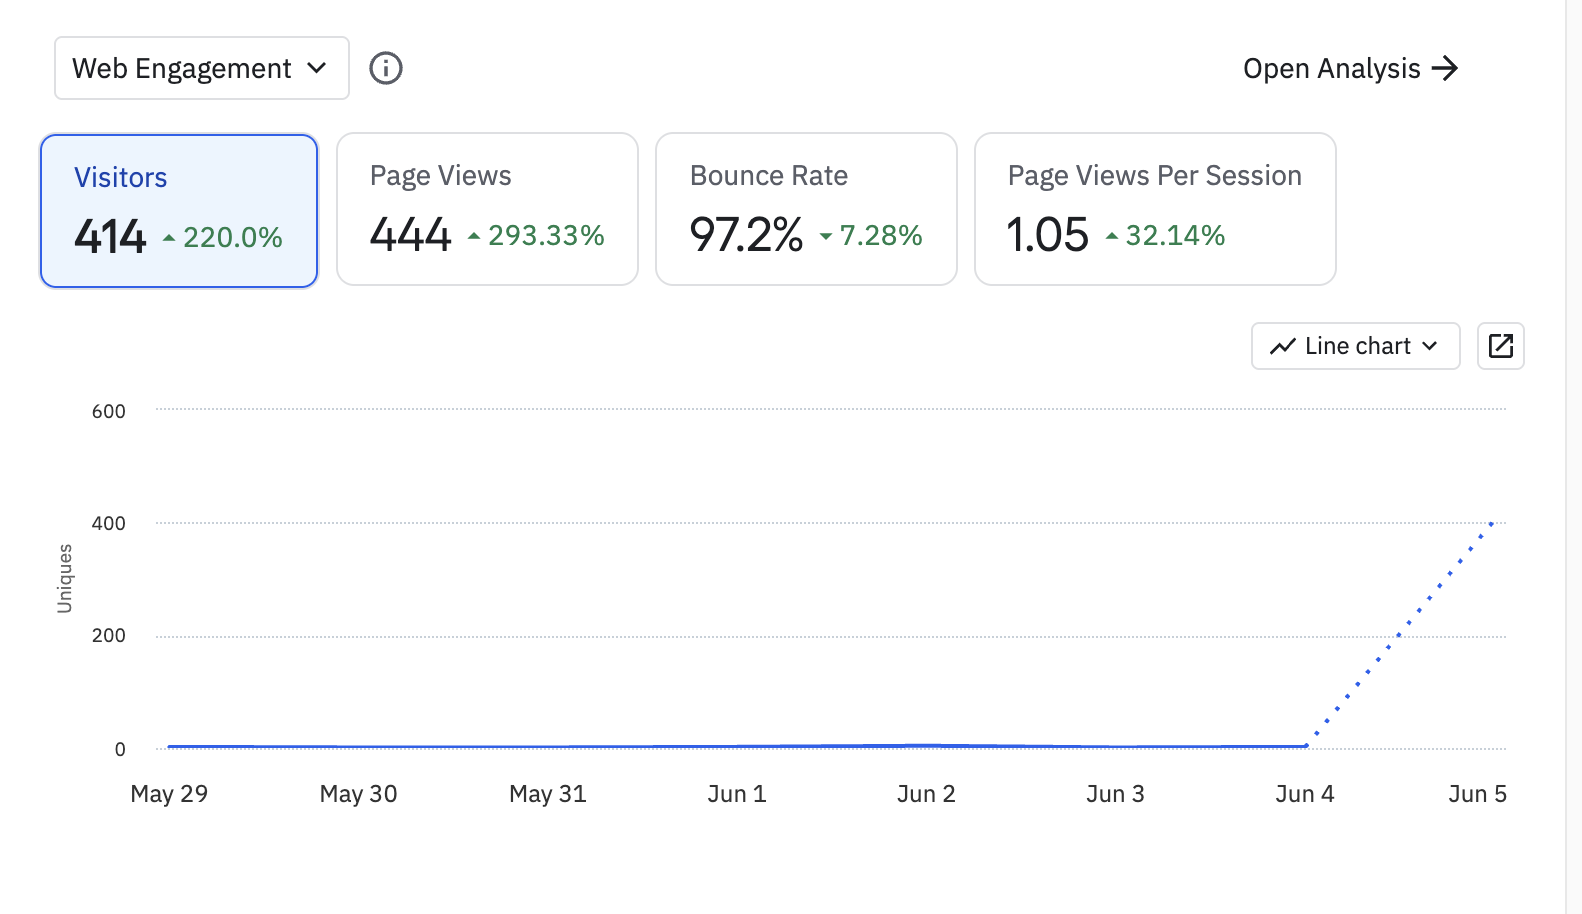 Web Engagement
Open Analysis
Visitors
414 220.0%
Page Views
444 293.33%
Bounce Rate
97.2% 7.28%
Page Views Per Session
1.05 32.14%
Line chart
600
400
200
0
Uniques
May 29 May 30 May 31 Jun 1 Jun 2 Jun 3 Jun 4 Jun 5